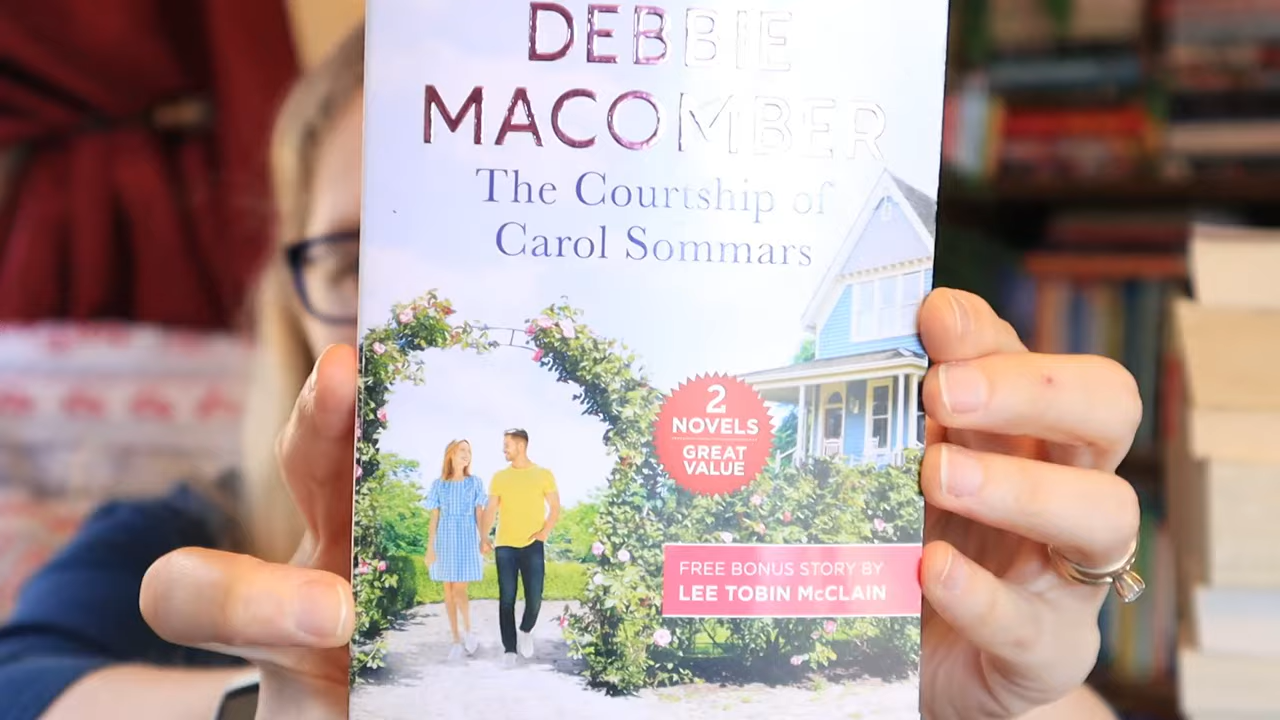 DEBBIE
MACOMBER
The Courtship of
Carol Sommars
2
NOVELS
GREAT
VALUE
FREE BONUS STORY BY
LEE TOBIN McCLAIN